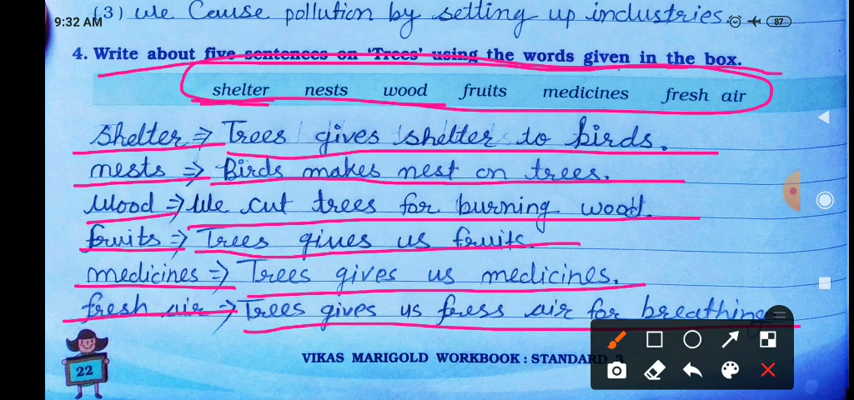 (3) We Cause pollution by setting up industries.
9:32 AM 87
4. Write about five sentences on 'Trees' using the words given in the box.
shelter nests wood fruits medicines fresh air
Shelter ⇒ Trees gives shelter to birds.
nests ⇒ Birds makes nest on trees.
Wood ⇒ We cut trees for burning wood.
fruits ⇒ Trees gives us fruits.
medicines ⇒ Trees gives us medicines.
fresh air ⇒ Trees gives us fress air for breathing
22
VIKAS MARIGOLD WORKBOOK : STANDARD